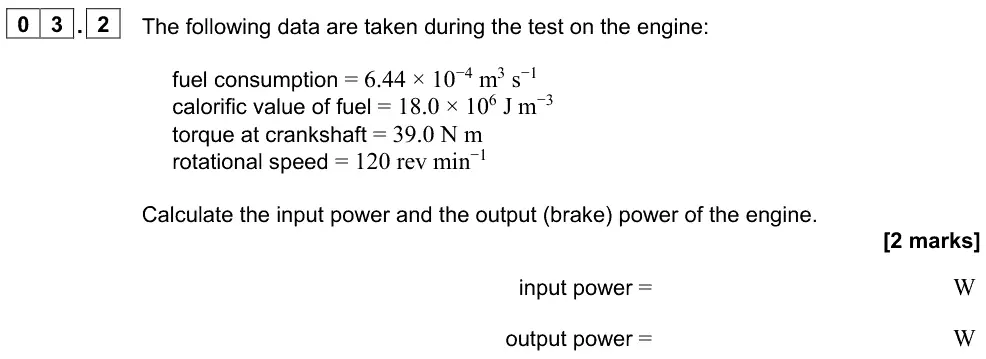 0 3 . 2 The following data are taken during the test on the engine:
fuel consumption = 6.44 × 10⁻⁴ m³ s⁻¹
calorific value of fuel = 18.0 × 10⁶ J m⁻³
torque at crankshaft = 39.0 N m
rotational speed = 120 rev min⁻¹
Calculate the input power and the output (brake) power of the engine.
[2 marks]
input power = W
output power = W